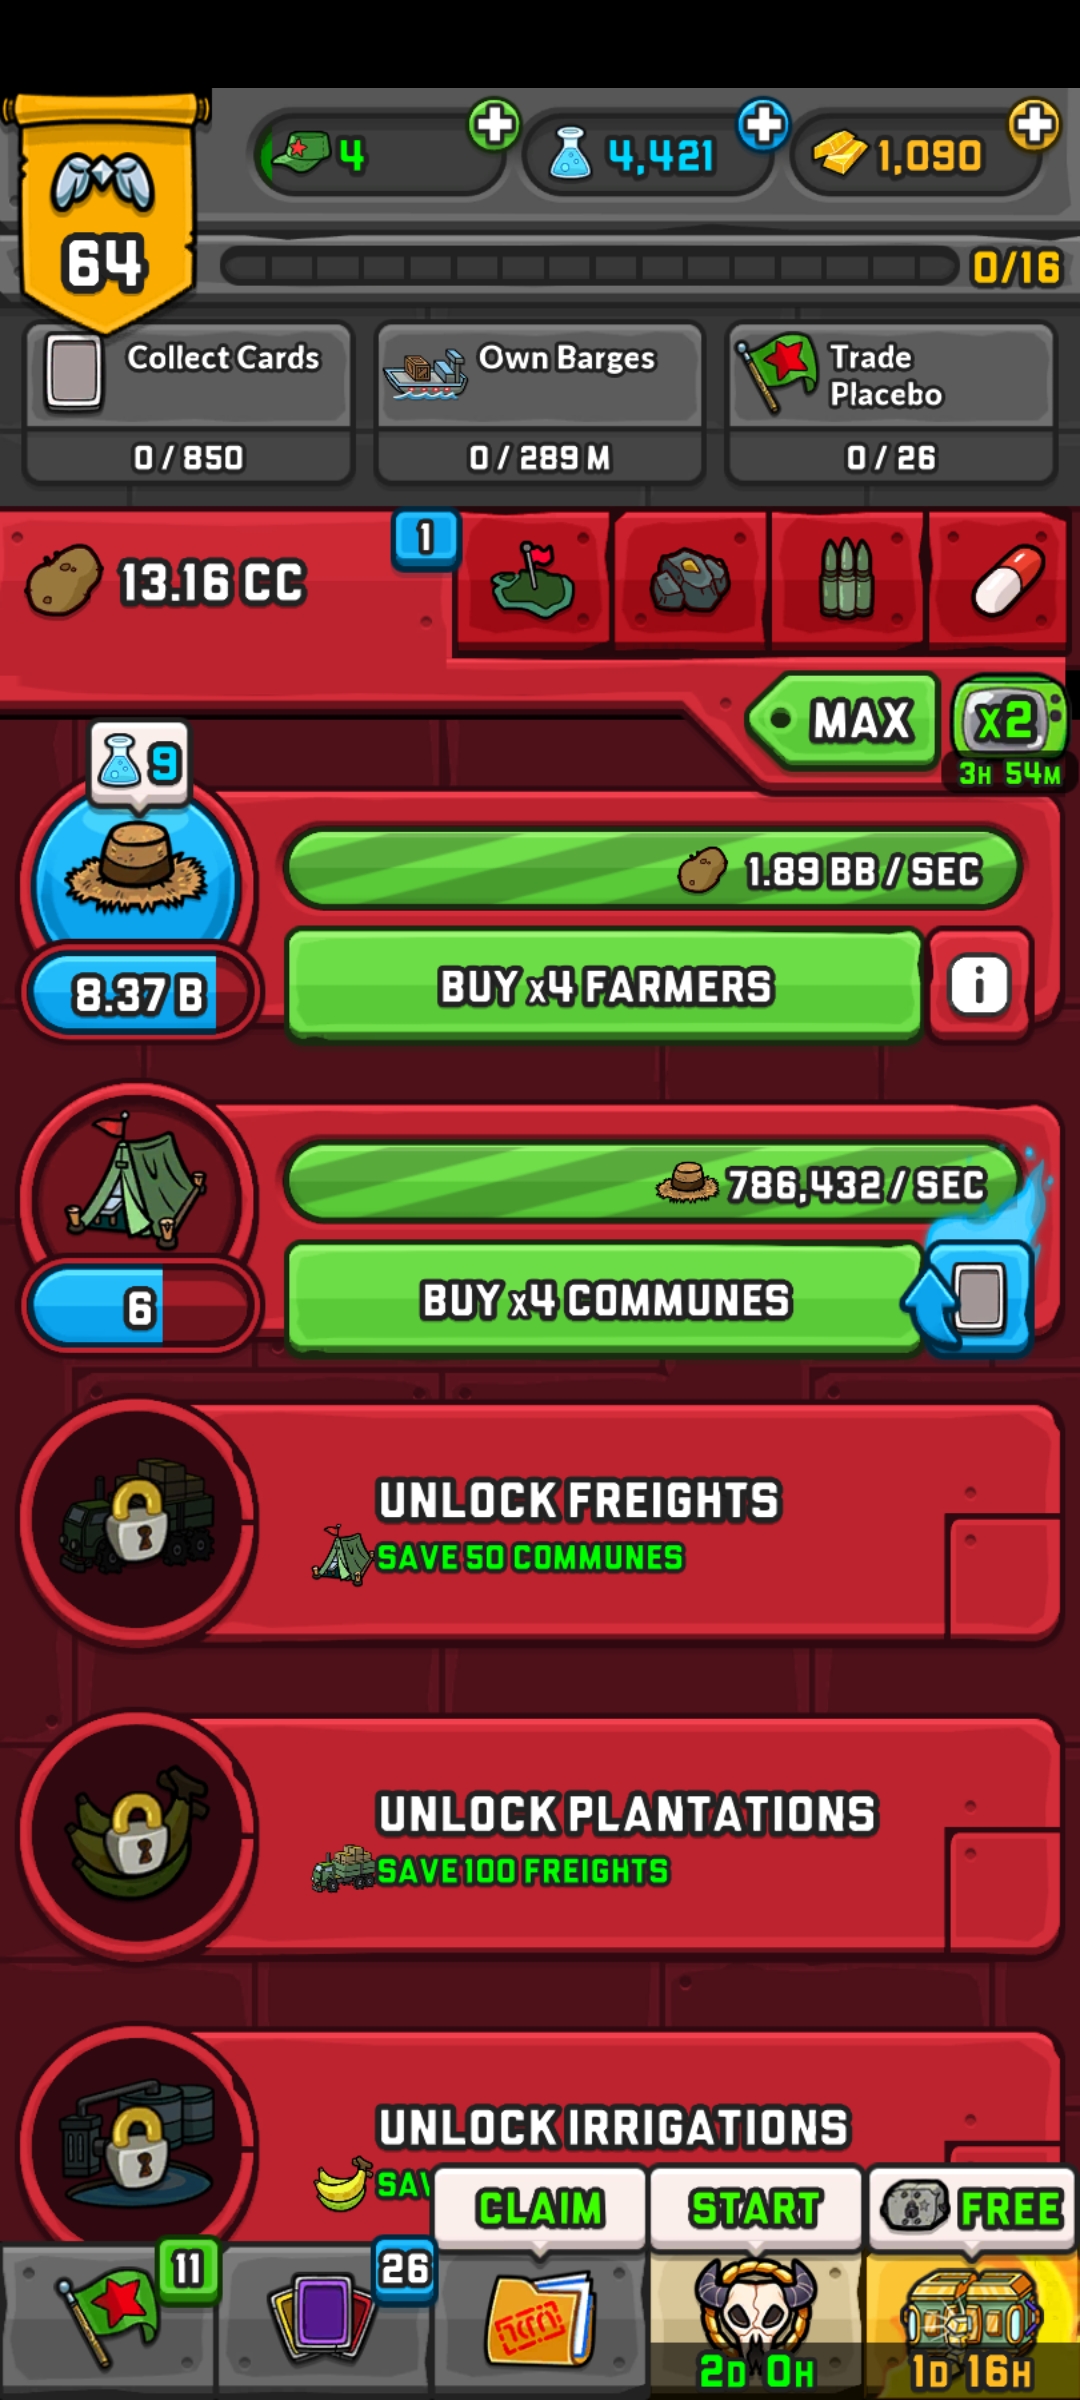 4
4,421
1,090
64
0/16
Collect Cards
0 / 850
Own Barges
0 / 289 M
Trade
Placebo
0 / 26
13.16 CC
1
MAX
x2
3H 54M
9
1.89 BB / SEC
8.37 B
BUY x4 FARMERS
i
786,432 / SEC
6
BUY x4 COMMUNES
UNLOCK FREIGHTS
SAVE 50 COMMUNES
UNLOCK PLANTATIONS
SAVE 100 FREIGHTS
UNLOCK IRRIGATIONS
CLAIM
START
FREE
11
26
2D 0H
1D 16H